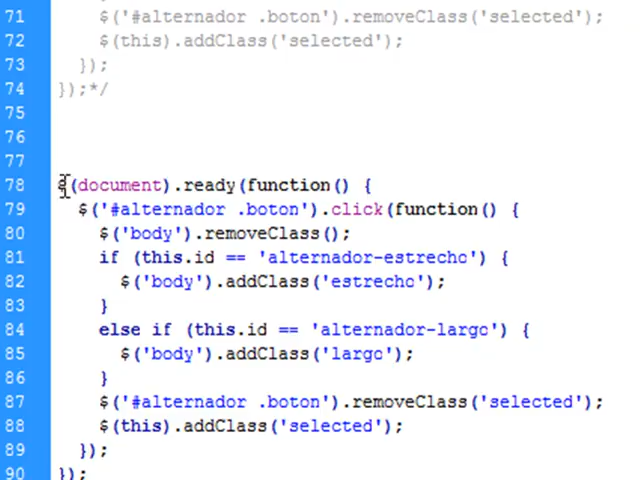 71 $('#alternador .boton').removeClass('selected');
72 $(this).addClass('selected');
73 });
74 });*/
75
76
77
78 $(document).ready(function() {
79 $('#alternador .boton').click(function() {
80 $('body').removeClass();
81 if (this.id == 'alternador-estrecho') {
82 $('body').addClass('estrecho');
83 }
84 else if (this.id == 'alternador-largo') {
85 $('body').addClass('largo');
86 }
87 $('#alternador .boton').removeClass('selected');
88 $(this).addClass('selected');
89 });
90 });